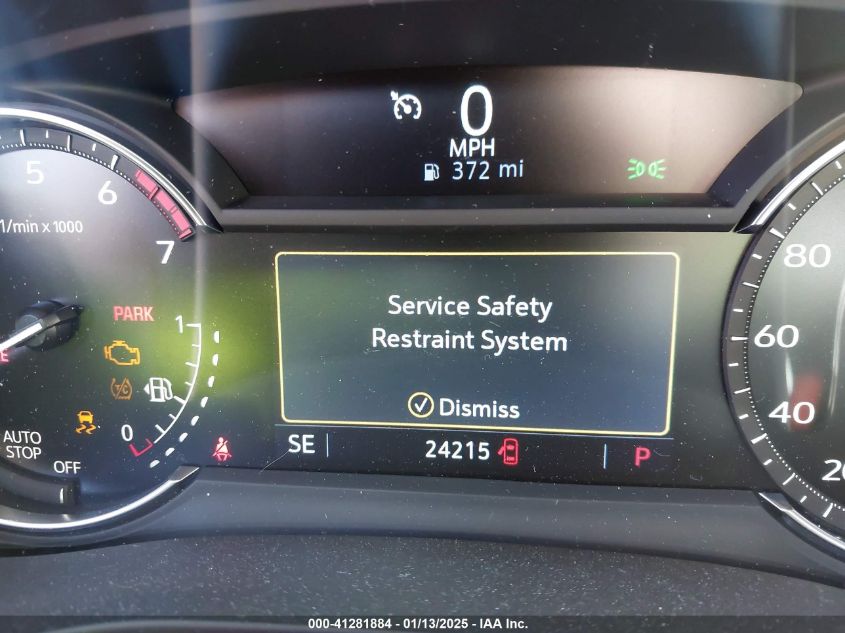 0
MPH
372 mi
5
6
1/min x 1000
7
PARK
1
T/C
0
AUTO
STOP
OFF
Service Safety
Restraint System
Dismiss
SE
24215
P
80
60
40
20
000-41281884 - 01/13/2025 - IAA Inc.